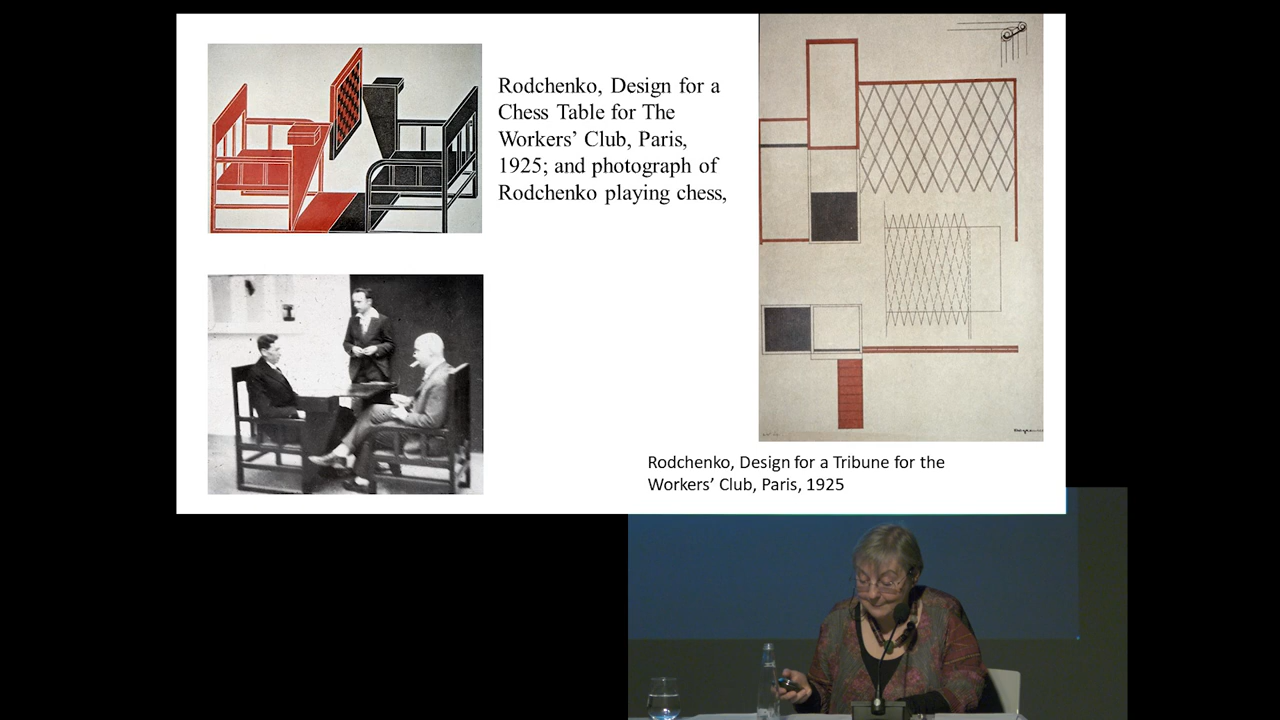 Rodchenko, Design for a
Chess Table for The
Workers’ Club, Paris,
1925; and photograph of
Rodchenko playing chess,
Rodchenko, Design for a Tribune for the
Workers’ Club, Paris, 1925